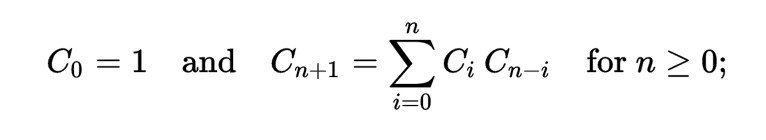 C₀ = 1 and Cₙ₊₁ = ∑ᵢ₌₀ⁿ Cᵢ Cₙ₋ᵢ for n ≥ 0;